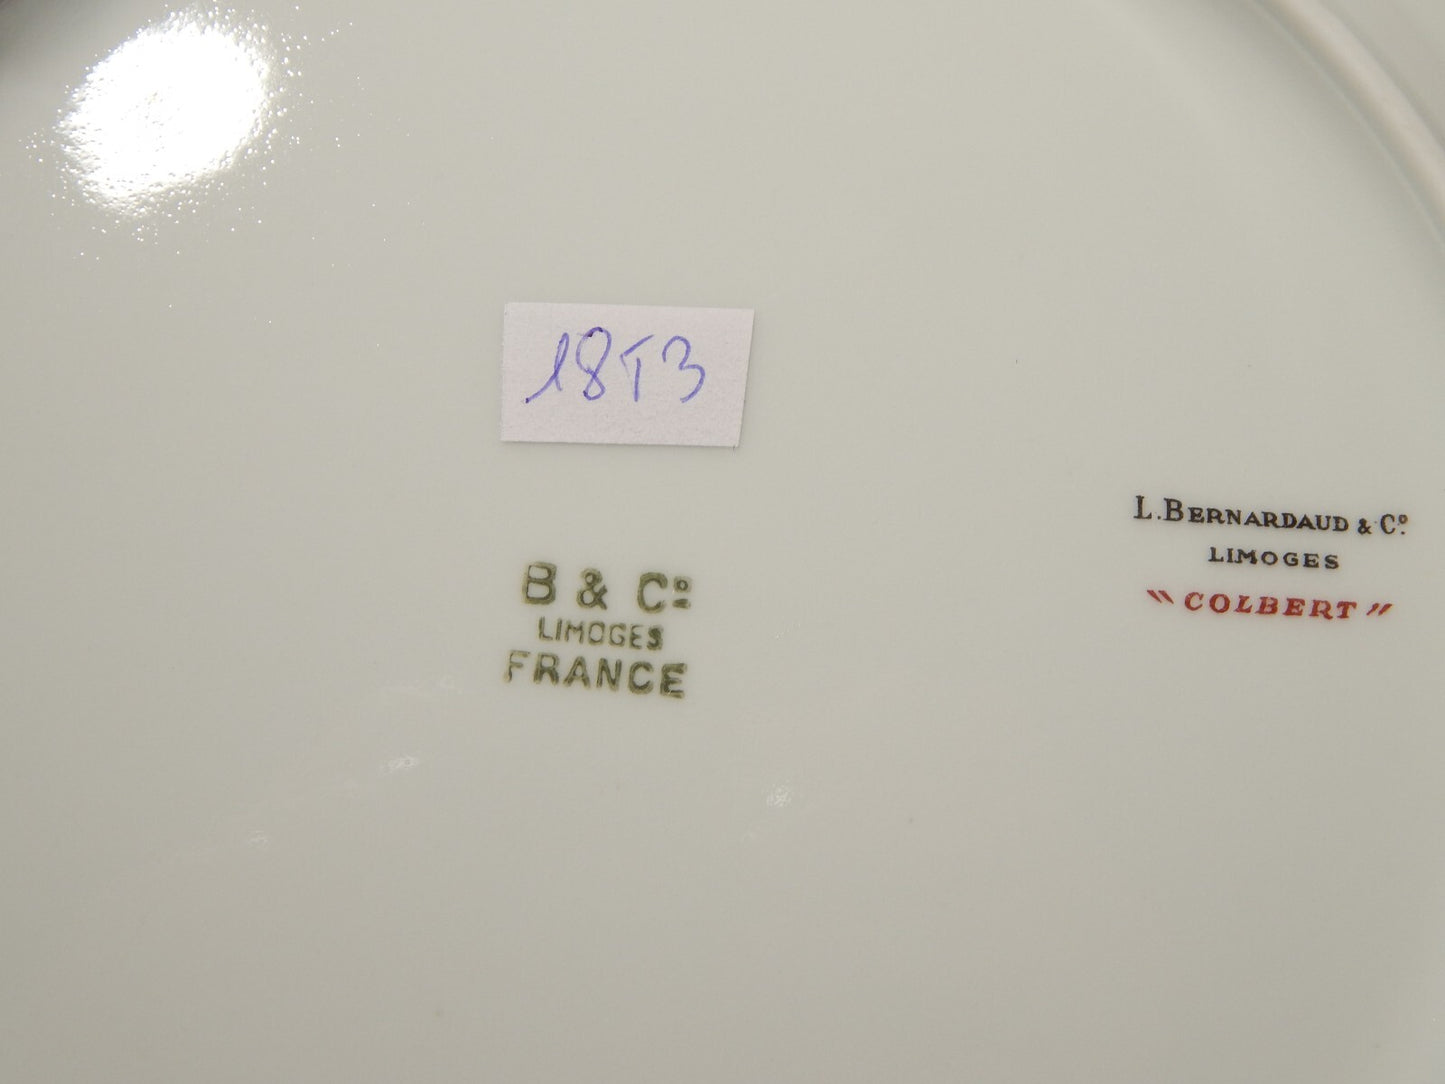 18T3
B & Cº
LIMOGES
FRANCE
L. BERNARDAUD & Cº.
LIMOGES
"COLBERT"